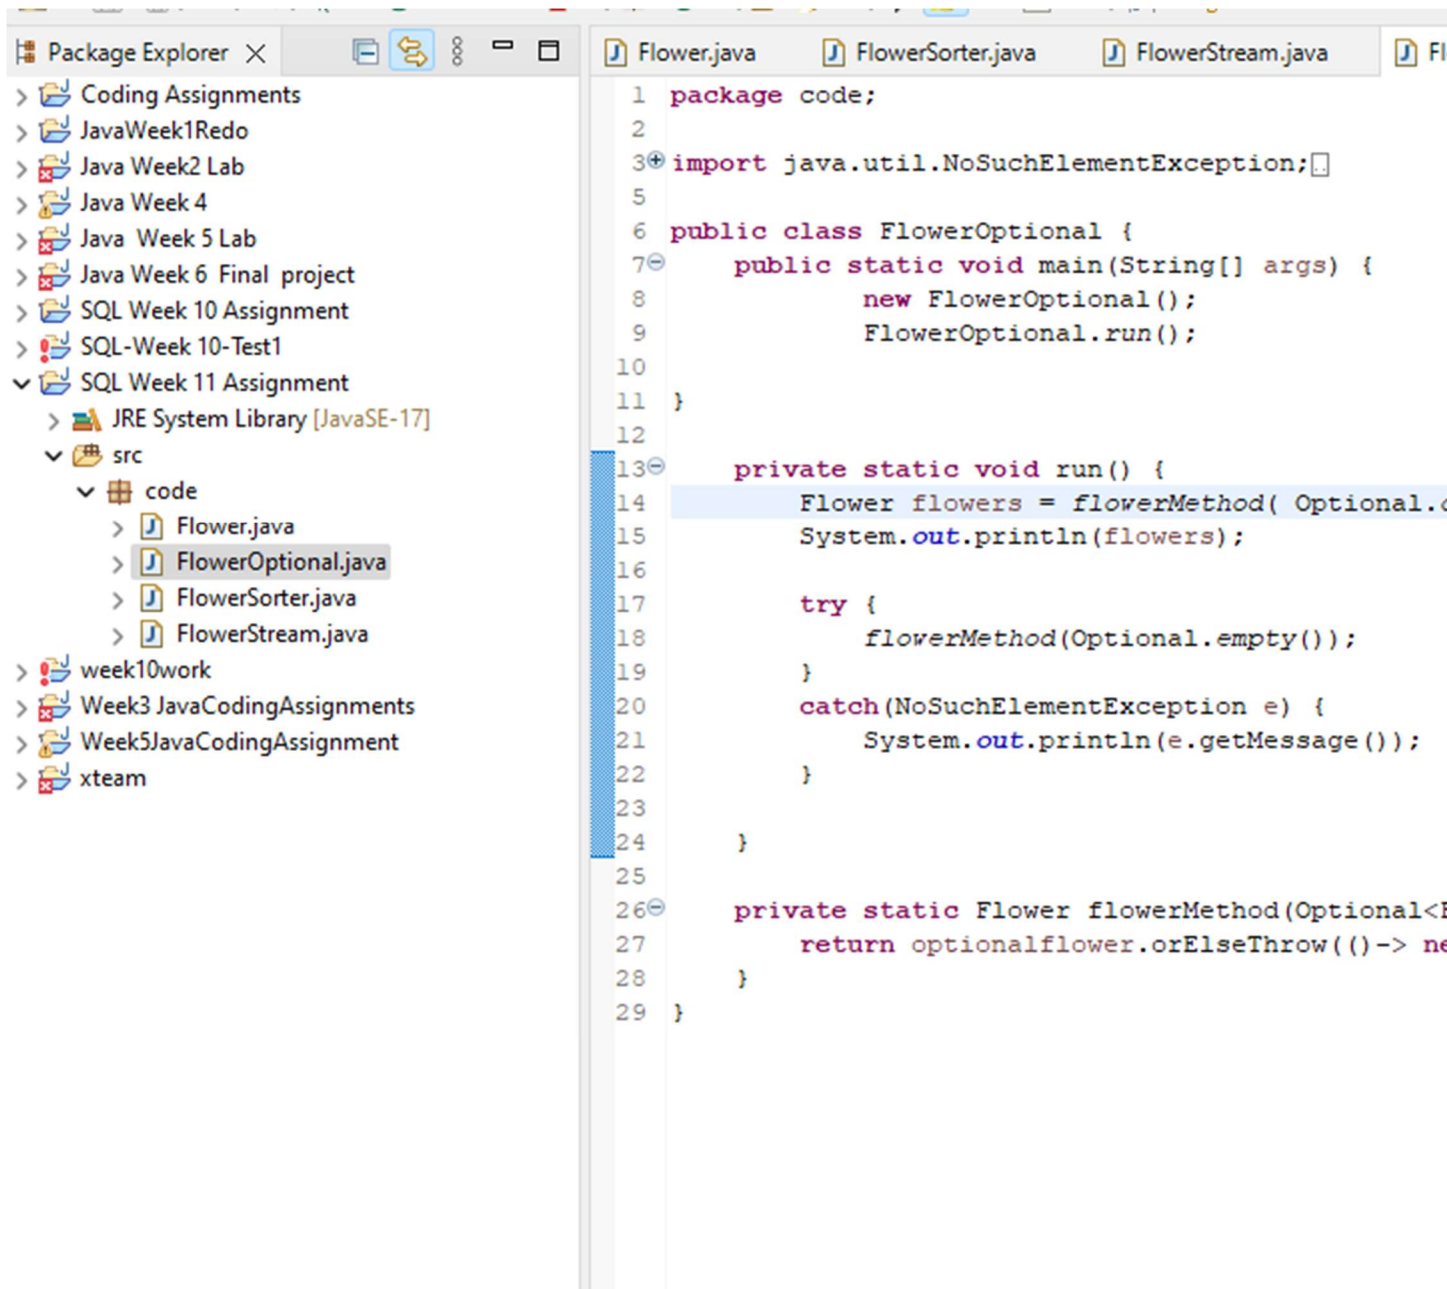 Package Explorer
Coding Assignments
JavaWeek1Redo
Java Week2 Lab
Java Week 4
Java  Week 5 Lab
Java Week 6  Final  project
SQL Week 10 Assignment
SQL-Week 10-Test1
SQL Week 11 Assignment
JRE System Library [JavaSE-17]
src
code
Flower.java
FlowerOptional.java
FlowerSorter.java
FlowerStream.java
week10work
Week3 JavaCodingAssignments
Week5JavaCodingAssignment
xteam
Flower.java FlowerSorter.java FlowerStream.java
1 package code;
2
3 import java.util.NoSuchElementException;
5
6 public class FlowerOptional {
7 public static void main(String[] args) {
8 new FlowerOptional();
9 FlowerOptional.run();
10
11 }
12
13 private static void run() {
14 Flower flowers = flowerMethod( Optional.
15 System.out.println(flowers);
16
17 try {
18 flowerMethod(Optional.empty());
19 }
20 catch(NoSuchElementException e) {
21 System.out.println(e.getMessage());
22 }
23
24 }
25
26 private static Flower flowerMethod(Optional<
27 return optionalflower.orElseThrow(()-> 
28 }
29 }